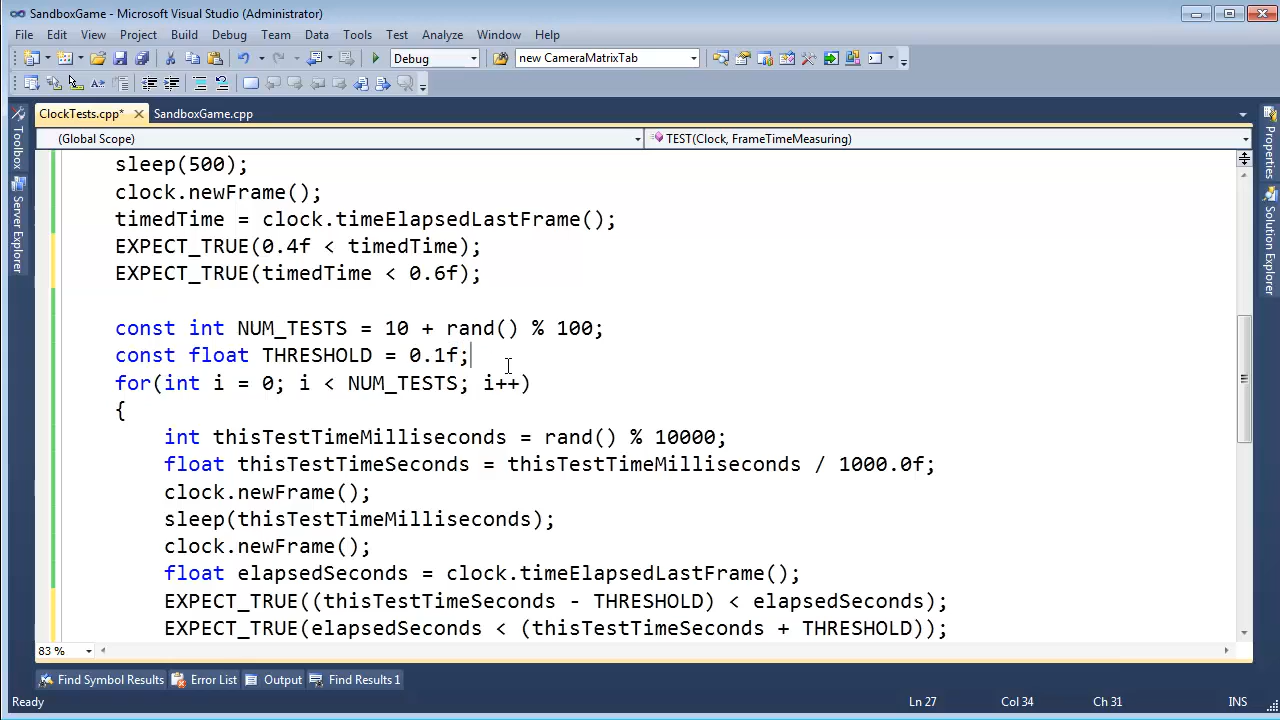 SandboxGame - Microsoft Visual Studio (Administrator)
File Edit View Project Build Debug Team Data Tools Test Analyze Window Help
Debug new CameraMatrixTab
ClockTests.cpp* SandboxGame.cpp
(Global Scope) TEST(Clock, FrameTimeMeasuring)
Toolbox
Server Explorer
sleep(500);
clock.newFrame();
timedTime = clock.timeElapsedLastFrame();
EXPECT_TRUE(0.4f < timedTime);
EXPECT_TRUE(timedTime < 0.6f);
const int NUM_TESTS = 10 + rand() % 100;
const float THRESHOLD = 0.1f;
for(int i = 0; i < NUM_TESTS; i++)
{
int thisTestTimeMilliseconds = rand() % 10000;
float thisTestTimeSeconds = thisTestTimeMilliseconds / 1000.0f;
clock.newFrame();
sleep(thisTestTimeMilliseconds);
clock.newFrame();
float elapsedSeconds = clock.timeElapsedLastFrame();
EXPECT_TRUE((thisTestTimeSeconds - THRESHOLD) < elapsedSeconds);
EXPECT_TRUE(elapsedSeconds < (thisTestTimeSeconds + THRESHOLD));
Properties
Solution Explorer
83 %
Find Symbol Results Error List Output Find Results 1
Ready Ln 27 Col 34 Ch 31 INS